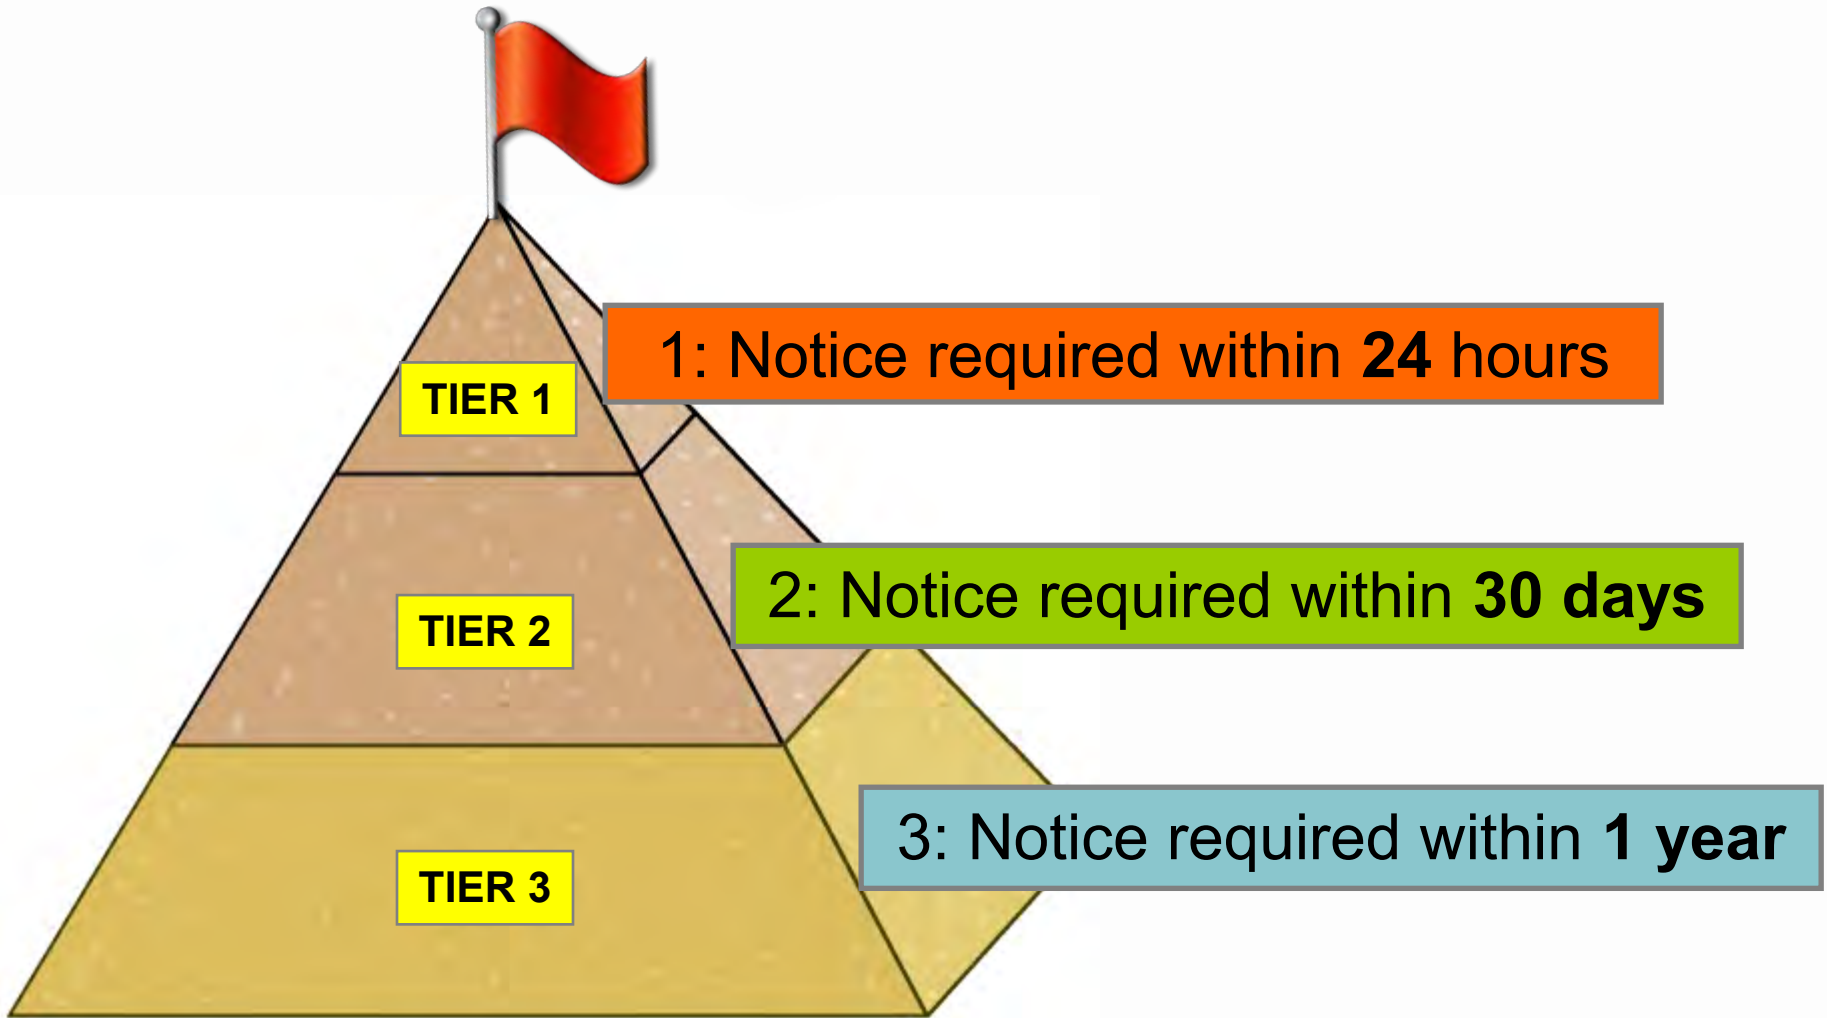 1: Notice required within 24 hours
TIER 1
2: Notice required within 30 days
TIER 2
3: Notice required within 1 year
TIER 3